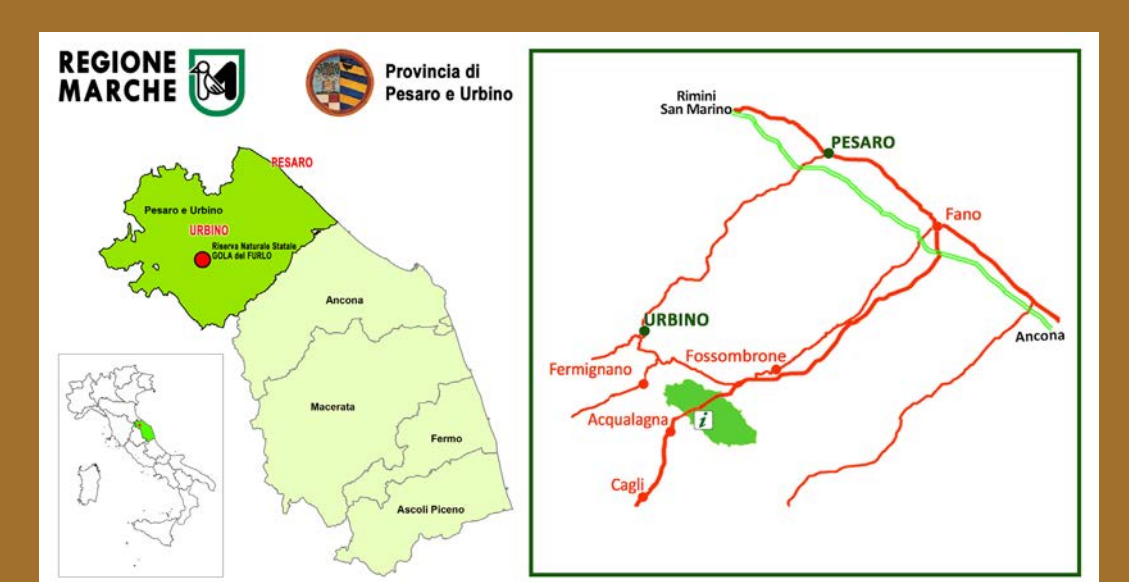 REGIONE
MARCHE
Provincia di
Pesaro e Urbino
PESARO
Pesaro e Urbino
URBINO
Riserva Naturale Statale
GOLA del FURLO
Ancona
Macerata
Fermo
Ascoli Piceno
Rimini
San Marino
PESARO
Fano
URBINO
Ancona
Fossombrone
Fermignano
Acqualagna
i
Cagli